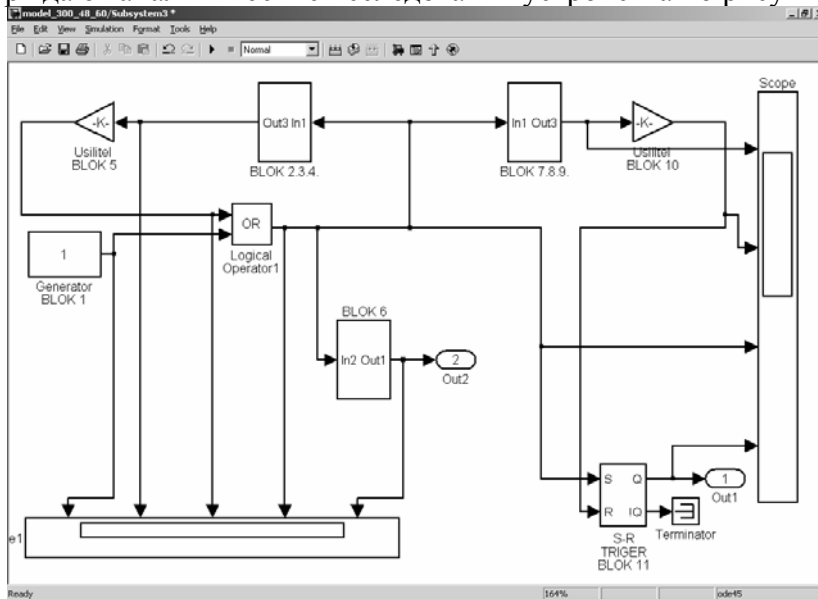 model_300_48_60/Subsystem3 *
File Edit View Simulation Format Tools Help
Normal
Scope
-K-
Usilitel
BLOK 5
Out3 In1
BLOK 2.3.4.
In1 Out3
BLOK 7.8.9.
-K-
Usilitel
BLOK 10
OR
Logical
Operator1
1
Generator
BLOK 1
BLOK 6
In2 Out1
2
Out2
S Q
R !Q
S-R
TRIGER
BLOK 11
1
Out1
Terminator
e1
Ready
164%
ode45